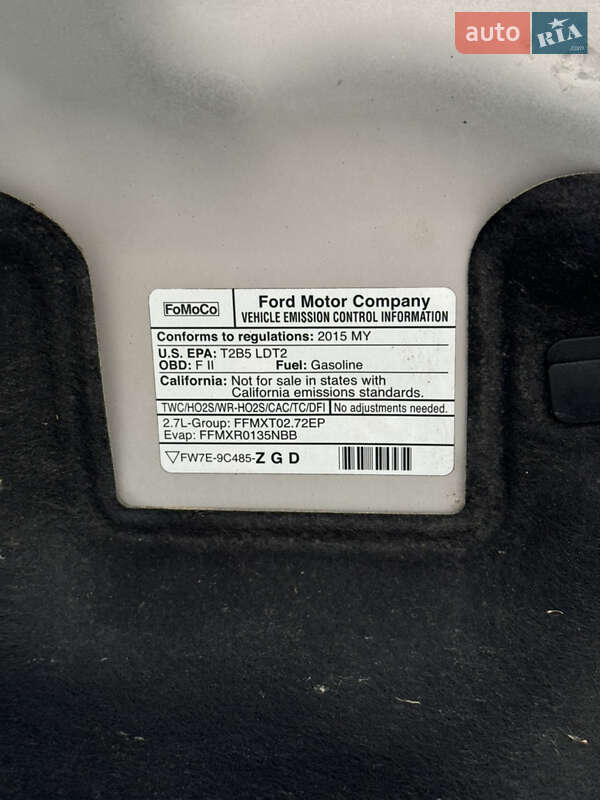 auto RIA.com
FoMoCo
Ford Motor Company
VEHICLE EMISSION CONTROL INFORMATION
Conforms to regulations: 2015 MY
U.S. EPA: T2B5 LDT2
OBD: F II Fuel: Gasoline
California: Not for sale in states with
California emissions standards.
TWC/HO2S/WR-HO2S/CAC/TC/DFI No adjustments needed.
2.7L-Group: FFMXT02.72EP
Evap: FFMXR0135NBB
FW7E-9C485-Z G D